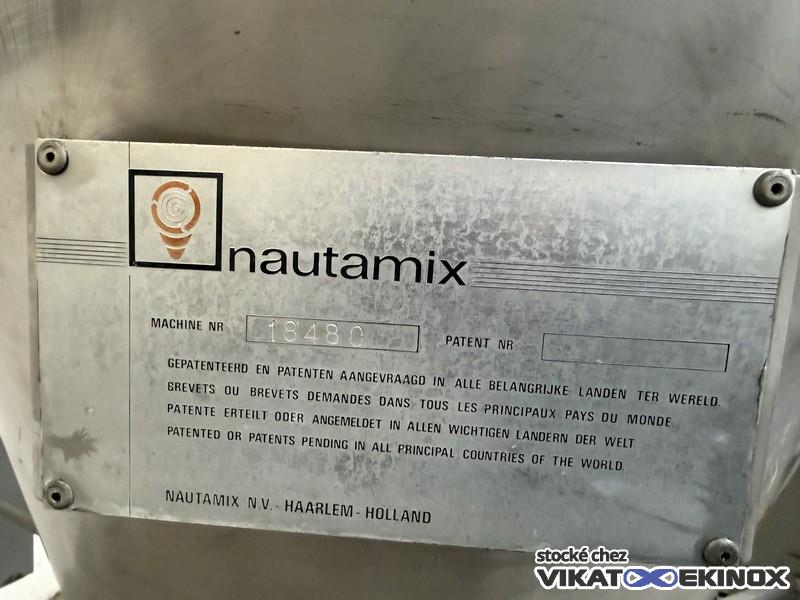 nautamix
MACHINE NR. 18480 PATENT NR.
GEPATENTEERD EN PATENTEN AANGEVRAAGD IN ALLE BELANGRIJKE LANDEN TER WERELD.
BREVETS OU BREVETS DEMANDES DANS TOUS LES PRINCIPAUX PAYS DU MONDE.
PATENTE ERTEILT ODER ANGEMELDET IN ALLEN WICHTIGEN LÄNDERN DER WELT.
PATENTED OR PATENTS PENDING IN ALL PRINCIPAL COUNTRIES OF THE WORLD.
NAUTAMIX N.V. - HAARLEM - HOLLAND
stocké chez
VIKATOEKINOX